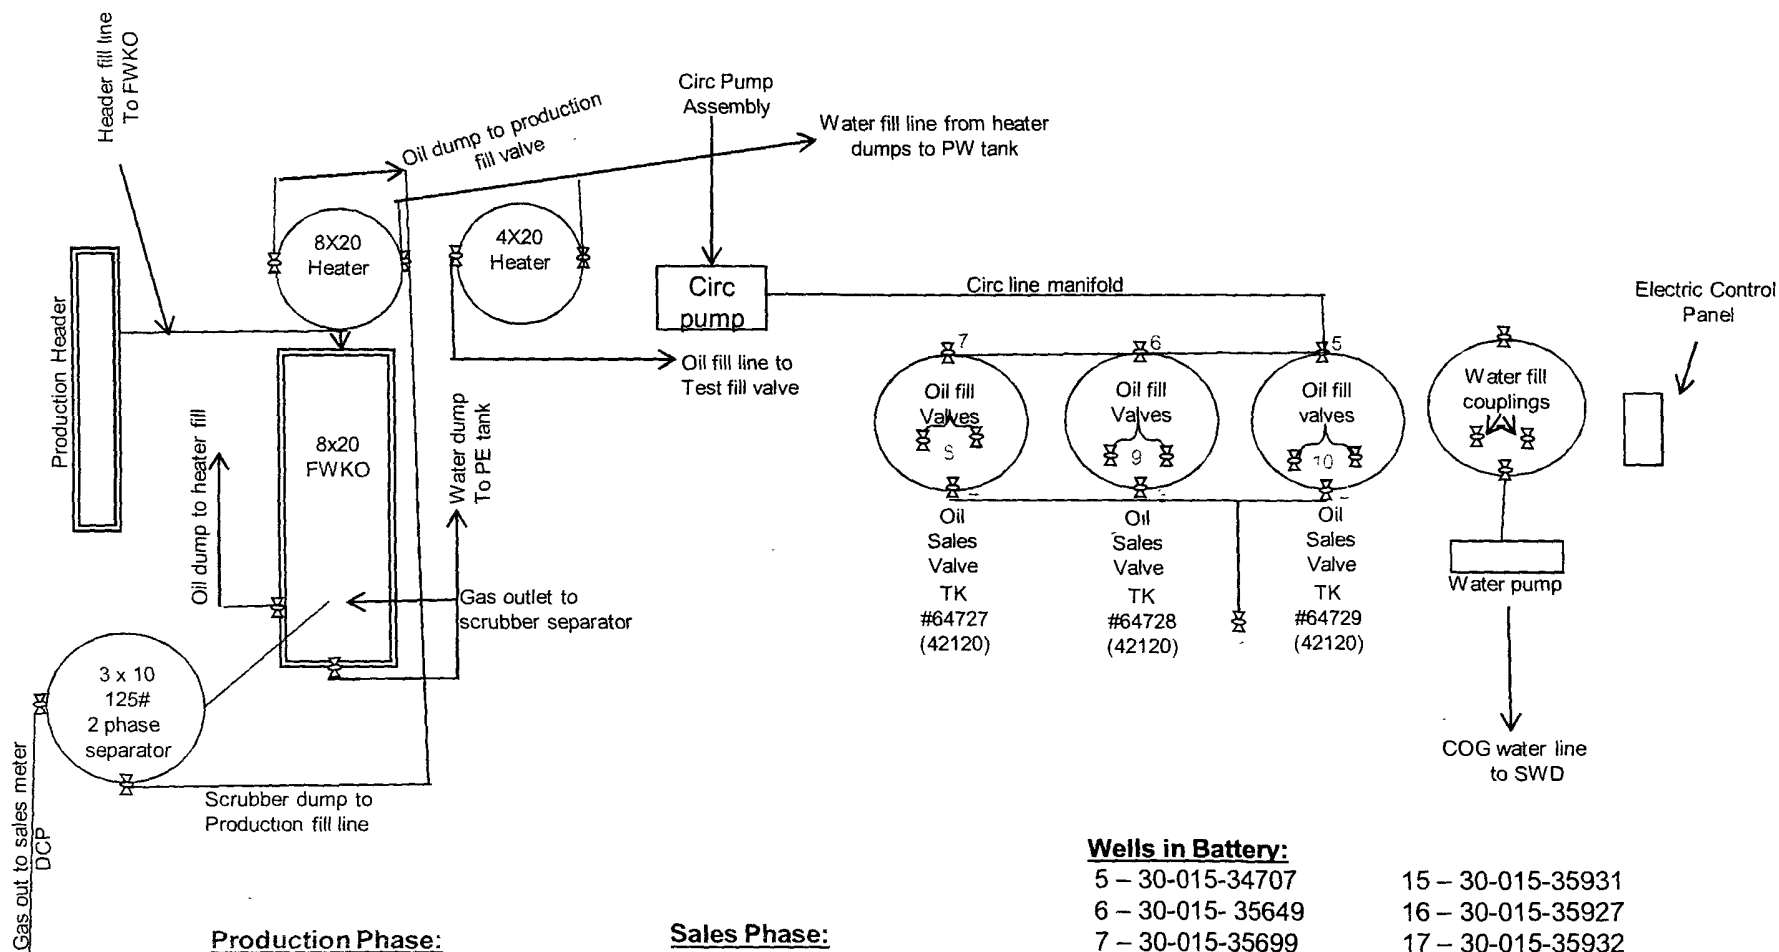 Header fill line
To FWKO
Oil dump to production
fill valve
Circ Pump
Assembly
Water fill line from heater
dumps to PW tank
8X20
Heater
4X20
Heater
Production Header
Circ
pump
Circ line manifold
Electric Control
Panel
Oil fill line to
Test fill valve
7
6
5
Oil fill
Valves
Oil fill
Valves
9
Oil fill
valves
10
Water fill
couplings
8x20
FWKO
Oil dump to heater fill
Water dump
To PE tank
Gas outlet to
scrubber separator
Oil
Sales
Valve
TK
#64727
(42120)
Oil
Sales
Valve
TK
#64728
(42120)
Oil
Sales
Valve
TK
#64729
(42120)
Water pump
COG water line
to SWD
3 x 10
125#
2 phase
separator
Gas out to sales meter
DCP
Scrubber dump to
Production fill line
Wells in Battery:
5 – 30-015-34707
6 – 30-015- 35649
7 – 30-015-35699
15 – 30-015-35931
16 – 30-015-35927
17 – 30-015-35932
Production Phase:
Sales Phase: